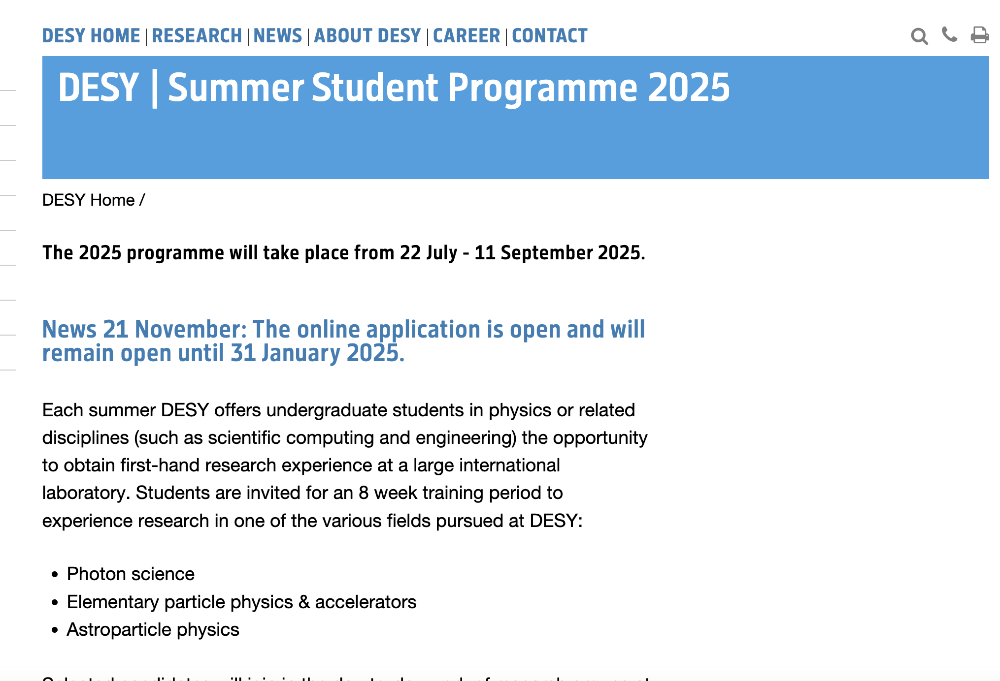 DESY HOME | RESEARCH | NEWS | ABOUT DESY | CAREER | CONTACT
DESY | Summer Student Programme 2025
DESY Home /
The 2025 programme will take place from 22 July - 11 September 2025.
News 21 November: The online application is open and will
remain open until 31 January 2025.
Each summer DESY offers undergraduate students in physics or related
disciplines (such as scientific computing and engineering) the opportunity
to obtain first-hand research experience at a large international
laboratory. Students are invited for an 8 week training period to
experience research in one of the various fields pursued at DESY:
• Photon science
• Elementary particle physics & accelerators
• Astroparticle physics